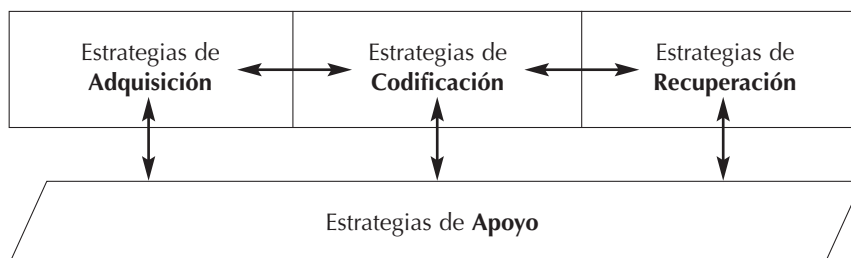 Estrategias de
Adquisición
Estrategias de
Codificación
Estrategias de
Recuperación
Estrategias de Apoyo